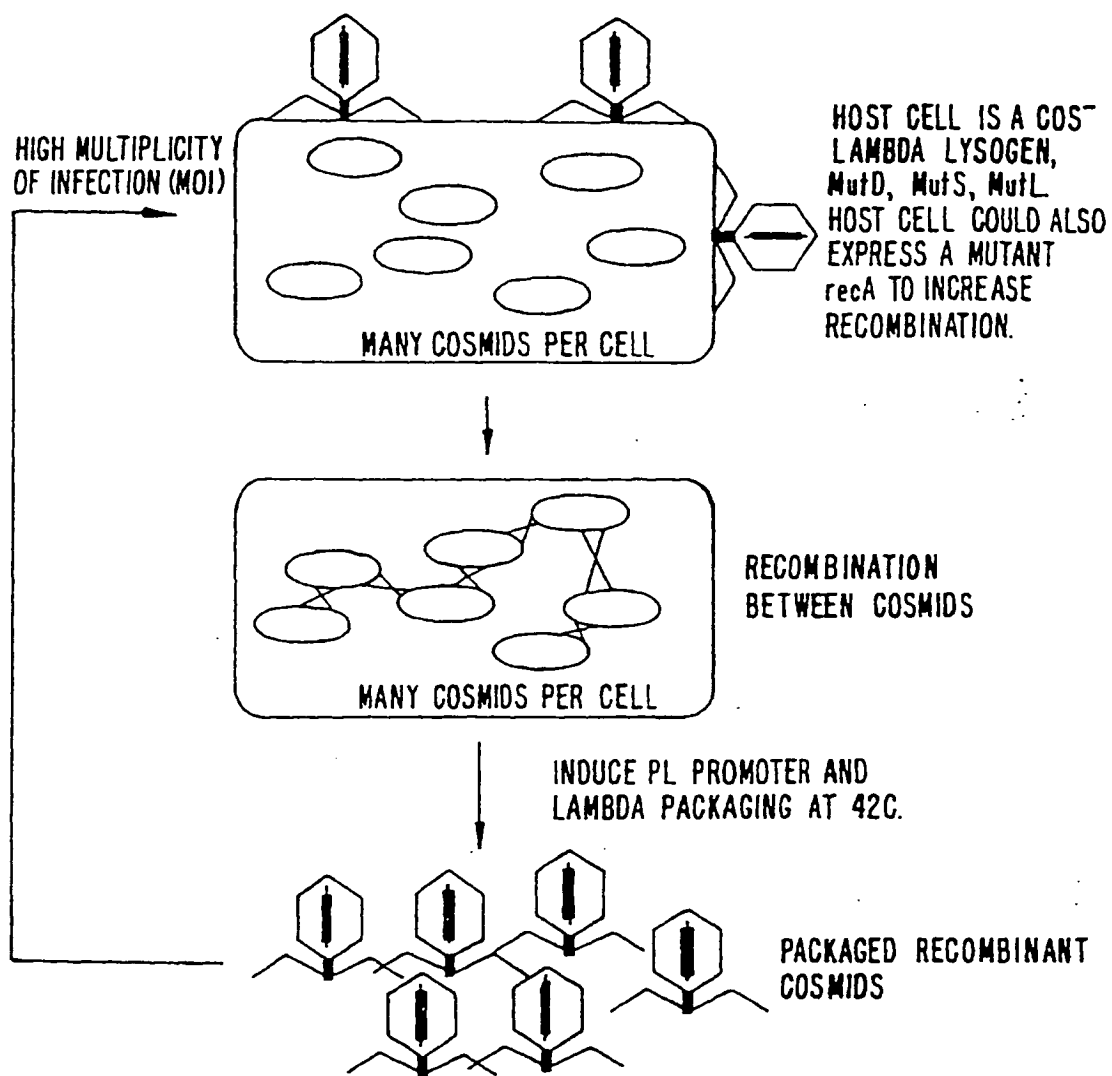 HIGH MULTIPLICITY
OF INFECTION (MOI)
HOST CELL IS A COS⁻
LAMBDA LYSOGEN,
MutD, MutS, MutL
HOST CELL COULD ALSO
EXPRESS A MUTANT
recA TO INCREASE
RECOMBINATION.
MANY COSMIDS PER CELL
RECOMBINATION
BETWEEN COSMIDS
MANY COSMIDS PER CELL
INDUCE PL PROMOTER AND
LAMBDA PACKAGING AT 42C.
PACKAGED RECOMBINANT
COSMIDS